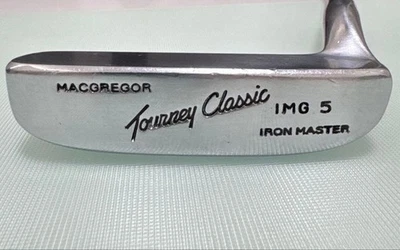 MACGREGOR
Tourney Classic
IMG 5
IRON MASTER